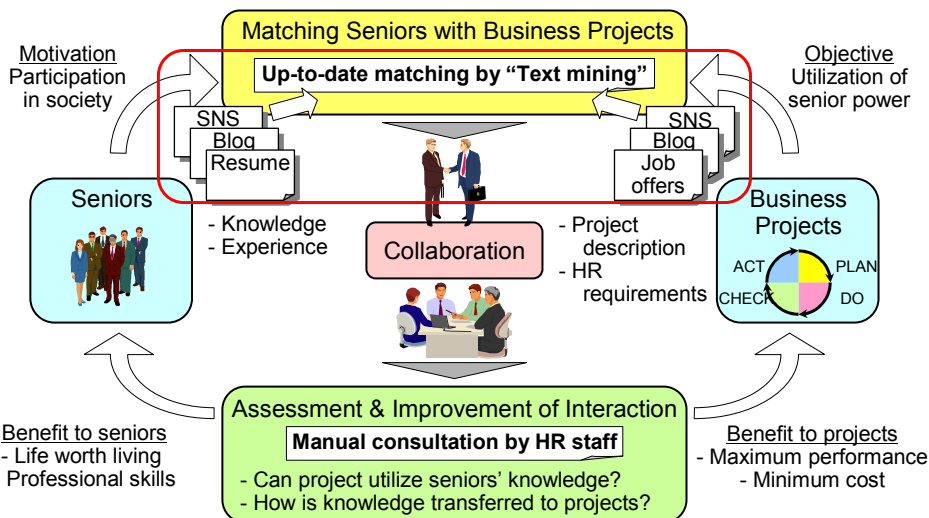 Matching Seniors with Business Projects
Up-to-date matching by “Text mining”
Motivation
Participation
in society
Objective
Utilization of
senior power
SNS
Blog
Resume
SNS
Blog
Job
offers
Seniors
- Knowledge
- Experience
Collaboration
- Project
description
- HR
requirements
Business
Projects
ACT
PLAN
CHECK
DO
Assessment & Improvement of Interaction
Manual consultation by HR staff
- Can project utilize seniors’ knowledge?
- How is knowledge transferred to projects?
Benefit to seniors
- Life worth living
Professional skills
Benefit to projects
- Maximum performance
- Minimum cost